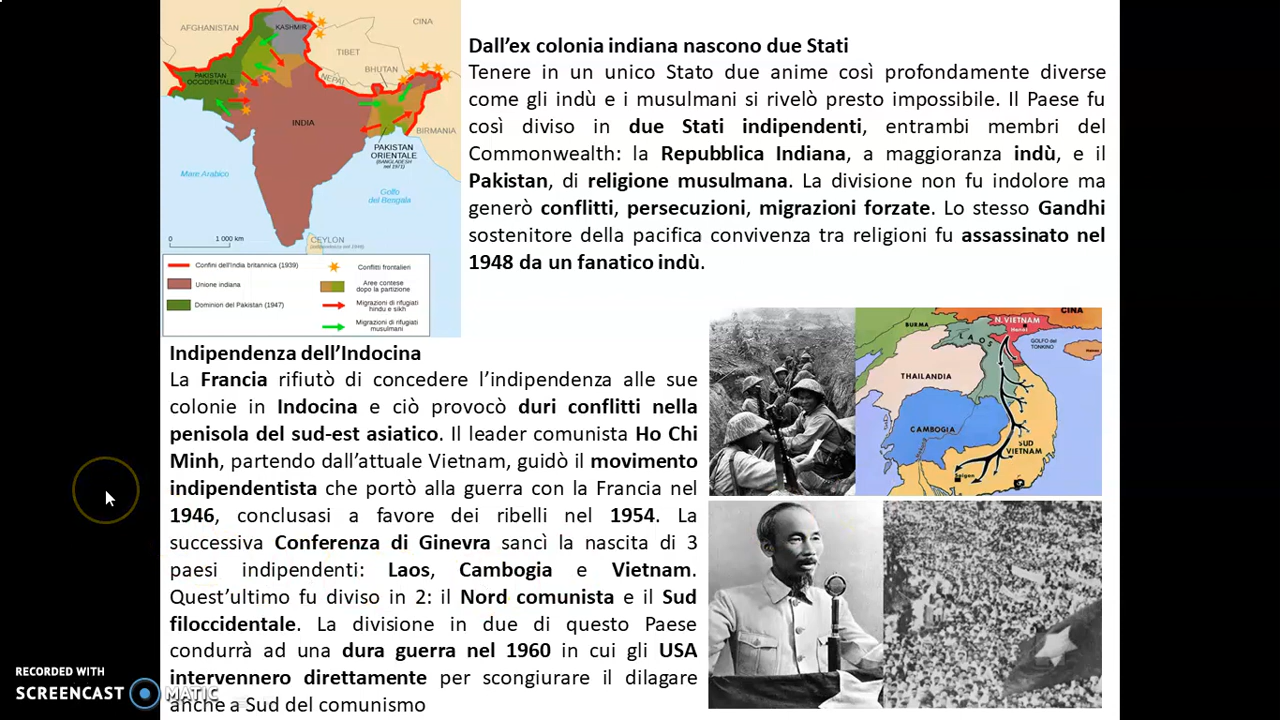 AFGHANISTAN
KASHMIR
CINA
TIBET
PAKISTAN
OCCIDENTALE
NEPAL
BHUTAN
INDIA
BIRMANIA
PAKISTAN
ORIENTALE
(BANGLADESH
nel 1971)
Mare Arabico
Golfo
del Bengala
CEYLON
0 1 000 km
Confini dell'India britannica (1939)
Unione indiana
Dominion del Pakistan (1947)
Conflitti frontalieri
Aree contese
dopo la partizione
Migrazioni di rifugiati
hindu e sikh
Migrazioni di rifugiati
musulmani
Dall'ex colonia indiana nascono due Stati
Tenere in un unico Stato due anime così profondamente diverse
come gli indù e i musulmani si rivelò presto impossibile. Il Paese fu
così diviso in due Stati indipendenti, entrambi membri del
Commonwealth: la Repubblica Indiana, a maggioranza indù, e il
Pakistan, di religione musulmana. La divisione non fu indolore ma
generò conflitti, persecuzioni, migrazioni forzate. Lo stesso Gandhi
sostenitore della pacifica convivenza tra religioni fu assassinato nel
1948 da un fanatico indù.
Indipendenza dell'Indocina
La Francia rifiutò di concedere l'indipendenza alle sue
colonie in Indocina e ciò provocò duri conflitti nella
penisola del sud-est asiatico. Il leader comunista Ho Chi
Minh, partendo dall'attuale Vietnam, guidò il movimento
indipendentista che portò alla guerra con la Francia nel
1946, conclusasi a favore dei ribelli nel 1954. La
successiva Conferenza di Ginevra sancì la nascita di 3
paesi indipendenti: Laos, Cambogia e Vietnam.
Quest'ultimo fu diviso in 2: il Nord comunista e il Sud
filoccidentale. La divisione in due di questo Paese
condurrà ad una dura guerra nel 1960 in cui gli USA
intervennero direttamente per scongiurare il dilagare
anche a Sud del comunismo
CINA
BURMA
N. VIETNAM
Hanoi
LAOS
GOLFO del
TONKINO
THAILANDIA
CAMBOGIA
SUD
VIETNAM
Saigon
RECORDED WITH
SCREENCAST MATIC